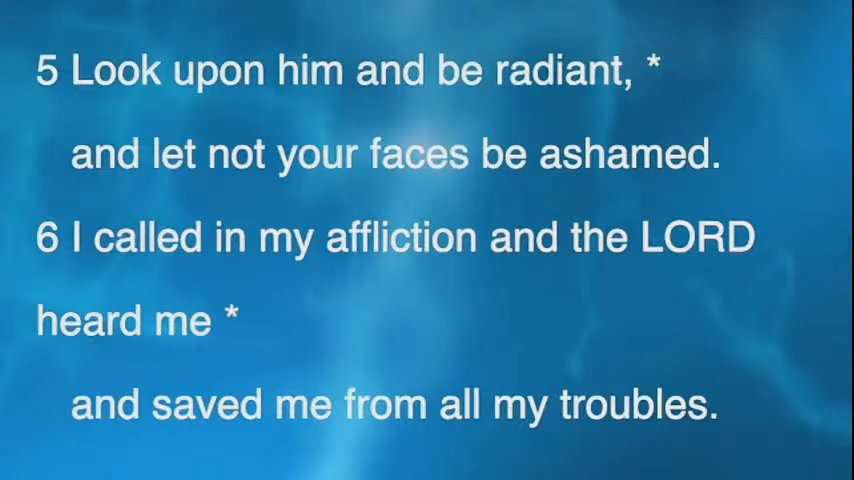 5 Look upon him and be radiant, *
and let not your faces be ashamed.
6 I called in my affliction and the LORD
heard me *
and saved me from all my troubles.